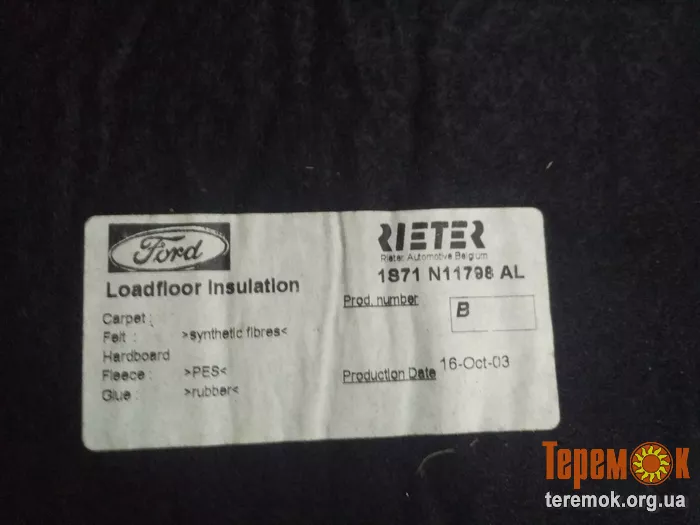 Ford
RIETER
Rieter Automotive Belgium
1S71 N11798 AL
Loadfloor Insulation
Prod. number
B
Carpet :
Felt : >synthetic fibres<
Hardboard
Fleece : >PES<
Glue : >rubber<
Production Date 16-Oct-03
ТеремОк
teremok.org.ua